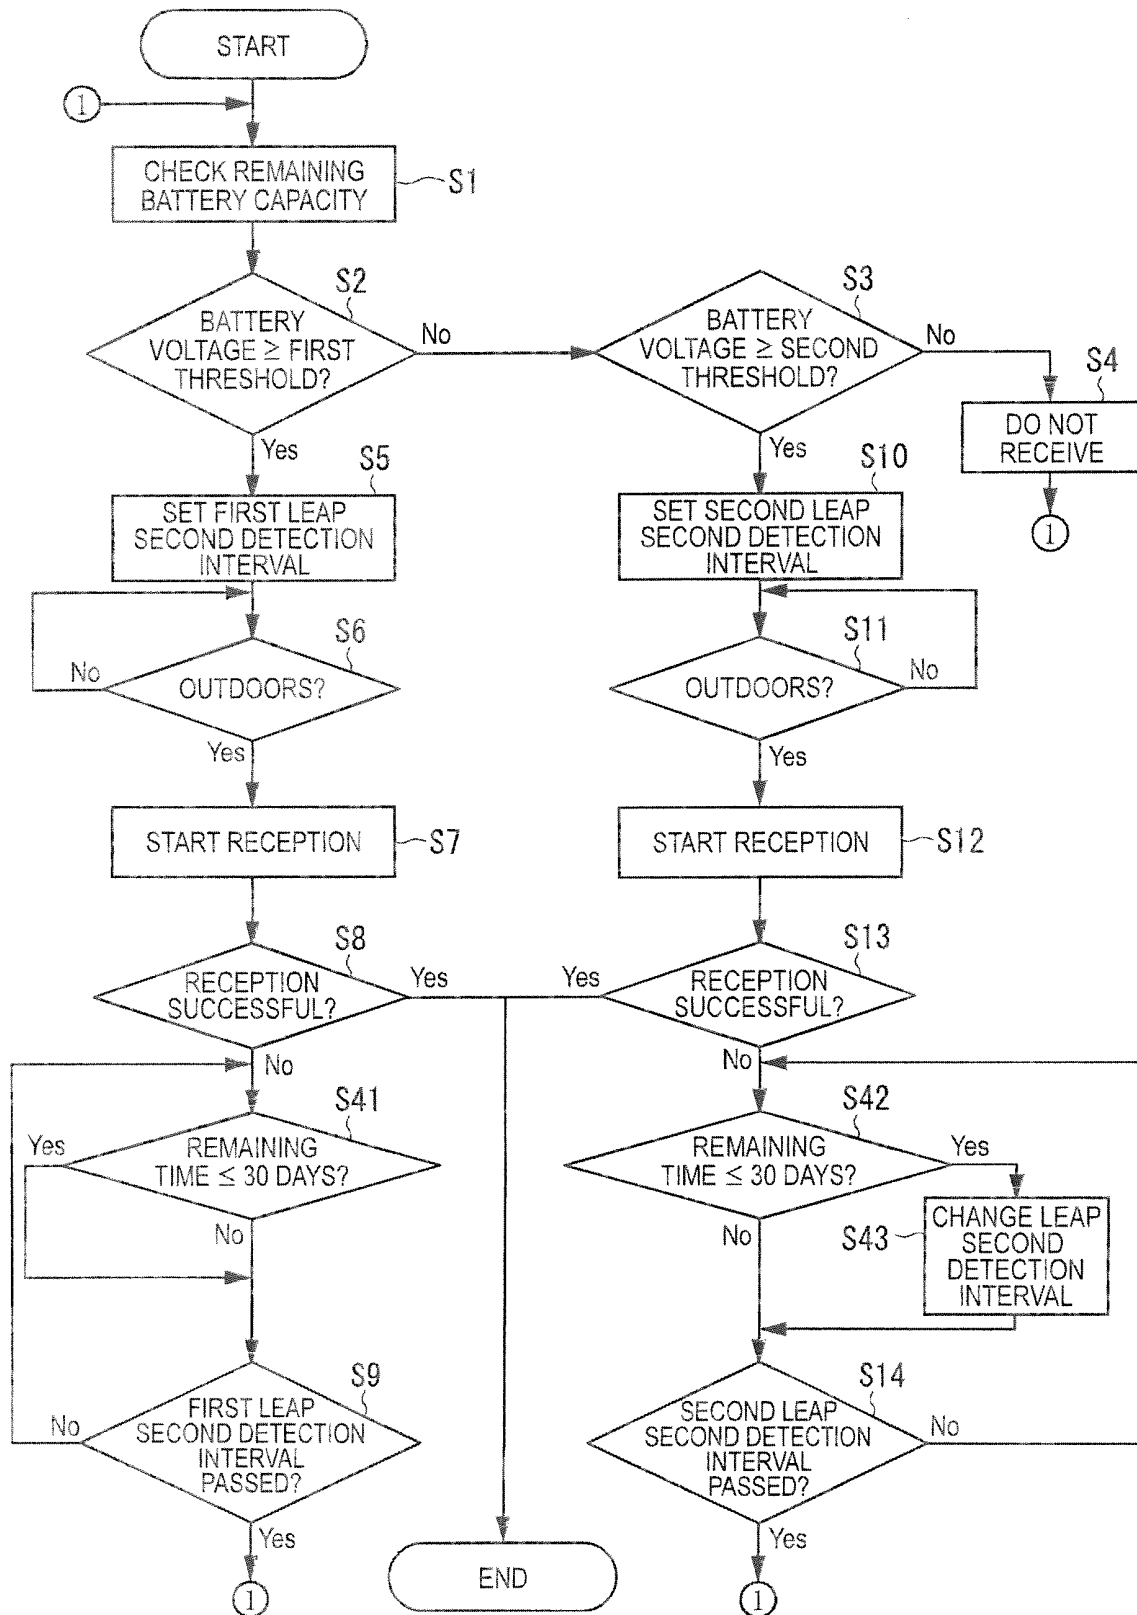 START
1
CHECK REMAINING
BATTERY CAPACITY
S1
S2
BATTERY
VOLTAGE ≥ FIRST
THRESHOLD?
No
Yes
S3
BATTERY
VOLTAGE ≥ SECOND
THRESHOLD?
No
Yes
S4
DO NOT
RECEIVE
1
S5
SET FIRST LEAP
SECOND DETECTION
INTERVAL
S10
SET SECOND LEAP
SECOND DETECTION
INTERVAL
S6
OUTDOORS?
No
Yes
S11
OUTDOORS?
No
Yes
START RECEPTION
S7
START RECEPTION
S12
S8
RECEPTION
SUCCESSFUL?
Yes
No
S13
Yes
RECEPTION
SUCCESSFUL?
No
S41
Yes
REMAINING
TIME ≤ 30 DAYS?
No
S42
REMAINING
TIME ≤ 30 DAYS?
Yes
No
S43
CHANGE LEAP
SECOND
DETECTION
INTERVAL
S9
No
FIRST LEAP
SECOND DETECTION
INTERVAL
PASSED?
Yes
1
S14
SECOND LEAP
SECOND DETECTION
INTERVAL
PASSED?
No
Yes
1
END